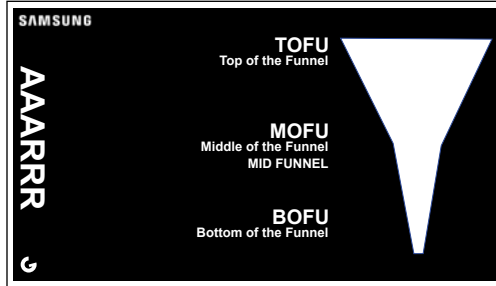 SAMSUNG
AAARRR
TOFU
Top of the Funnel
MOFU
Middle of the Funnel
MID FUNNEL
BOFU
Bottom of the Funnel